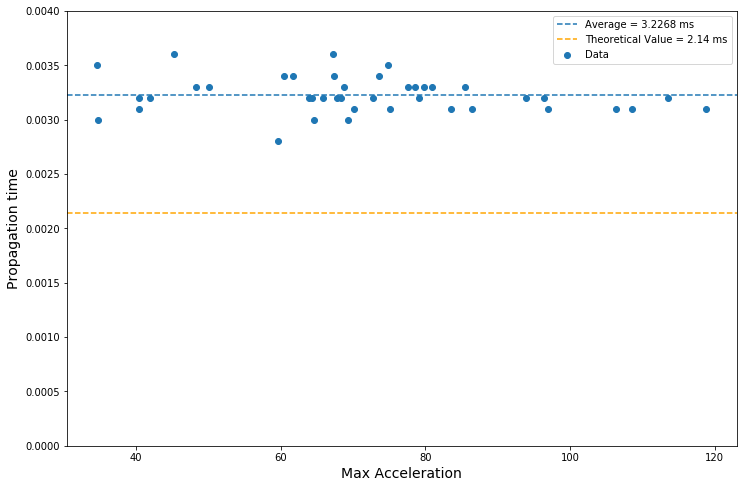 Average = 3.2268 ms
Theoretical Value = 2.14 ms
Data
0.0040
0.0035
0.0030
0.0025
0.0020
0.0015
0.0010
0.0005
0.0000
Propagation time
40 60 80 100 120
Max Acceleration